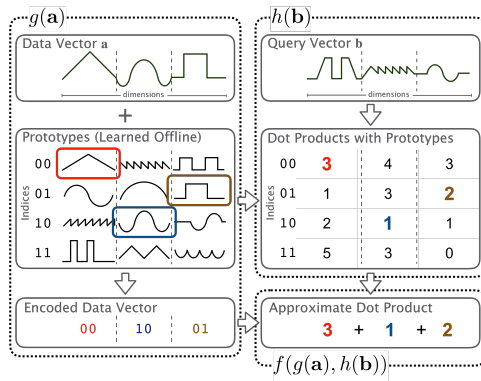 g(a)
Data Vector a
dimensions
+
Prototypes (Learned Offline)
Indices
00
01
10
11
Encoded Data Vector
00 10 01
h(b)
Query Vector b
dimensions
Dot Products with Prototypes
Indices
00 3 4 3
01 1 3 2
10 2 1 1
11 5 3 0
Approximate Dot Product
3 + 1 + 2
f(g(a), h(b))